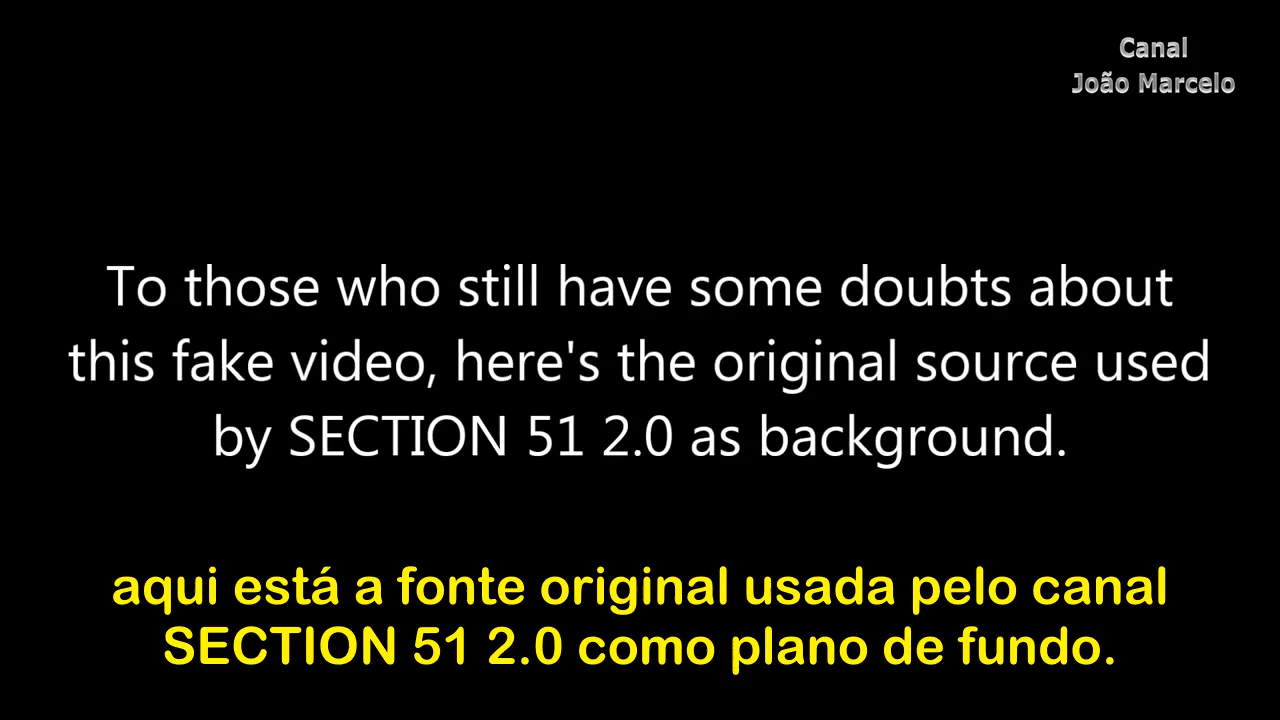 Canal
João Marcelo
To those who still have some doubts about
this fake video, here's the original source used
by SECTION 51 2.0 as background.
aqui está a fonte original usada pelo canal
SECTION 51 2.0 como plano de fundo.